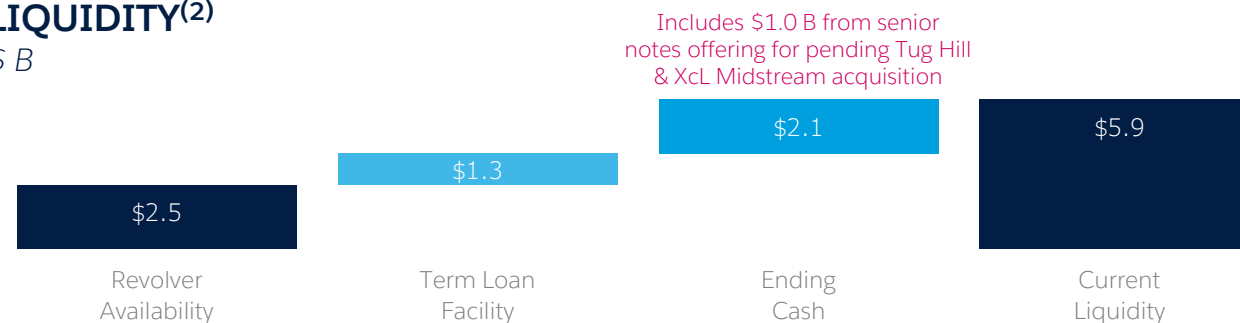 LIQUIDITY(2)
$ B
Includes $1.0 B from senior
notes offering for pending Tug Hill
& XcL Midstream acquisition
$2.5
$1.3
$2.1
$5.9
Revolver
Availability
Term Loan
Facility
Ending
Cash
Current
Liquidity